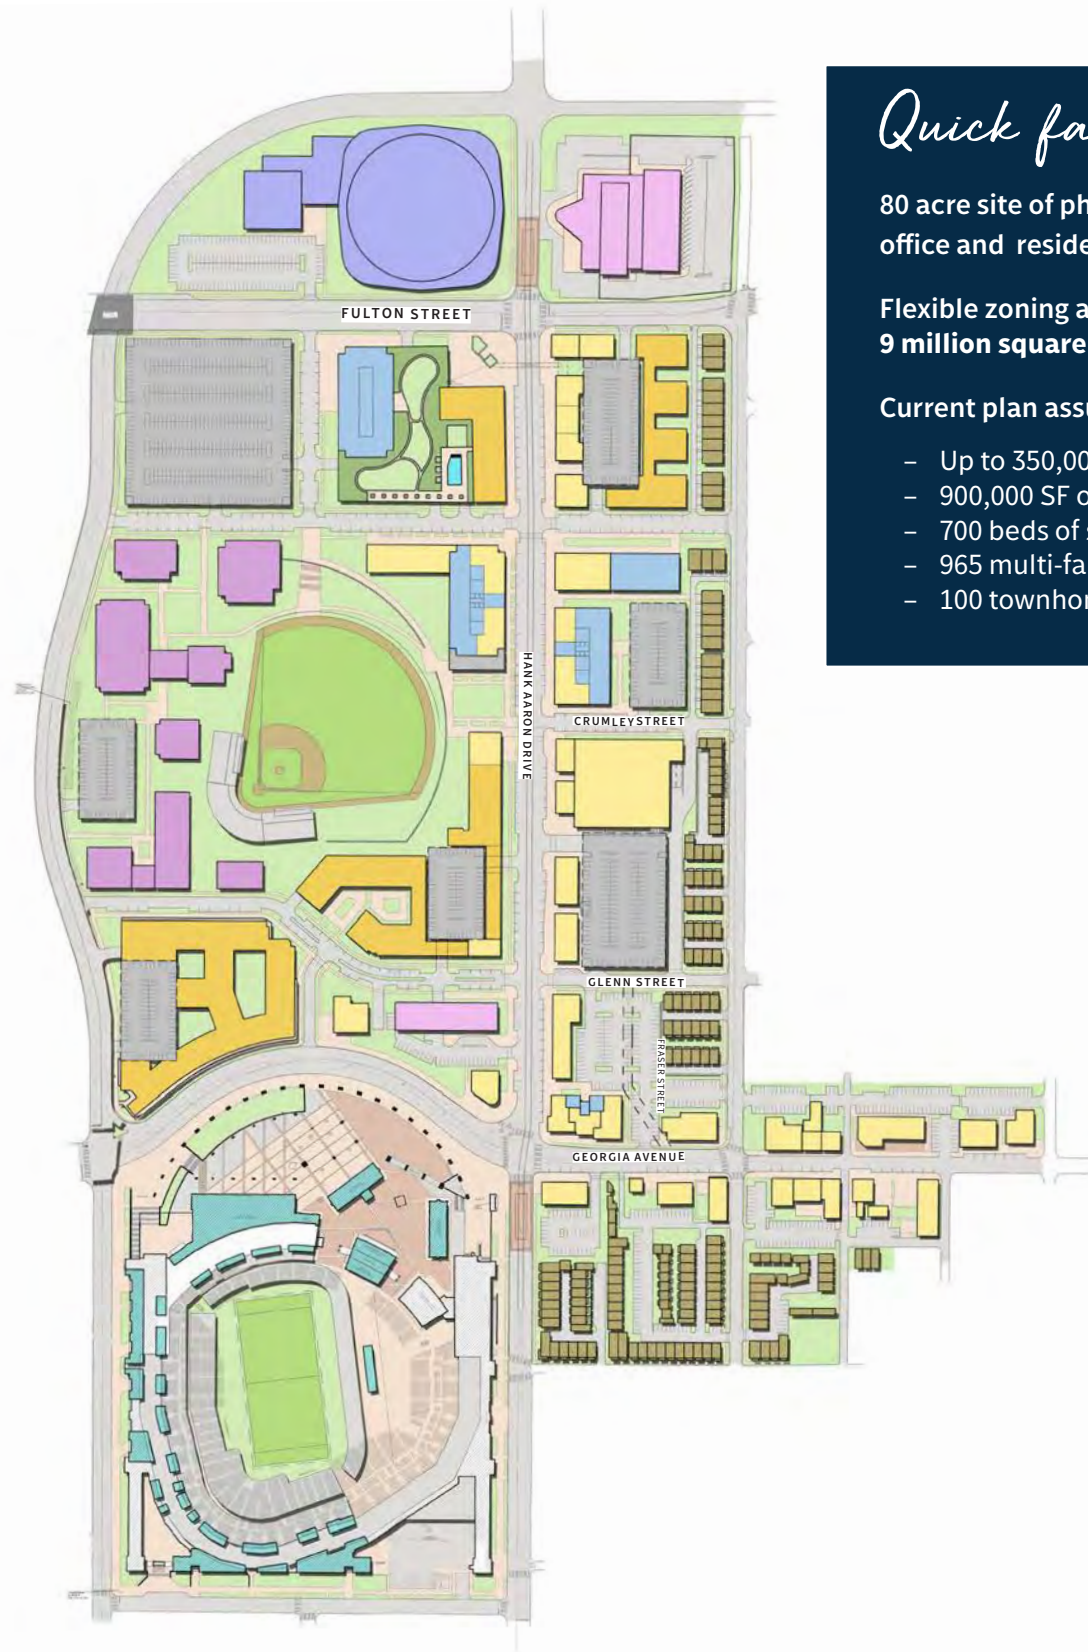 Quick fa
80 acre site of ph
office and reside
Flexible zoning a
9 million square
Current plan assu
– Up to 350,00
– 900,000 SF o
– 700 beds of s
– 965 multi-fa
– 100 townhor
FULTON STREET
HANK AARON DRIVE
CRUMLEY STREET
GLENN STREET
FRASER STREET
GEORGIA AVENUE